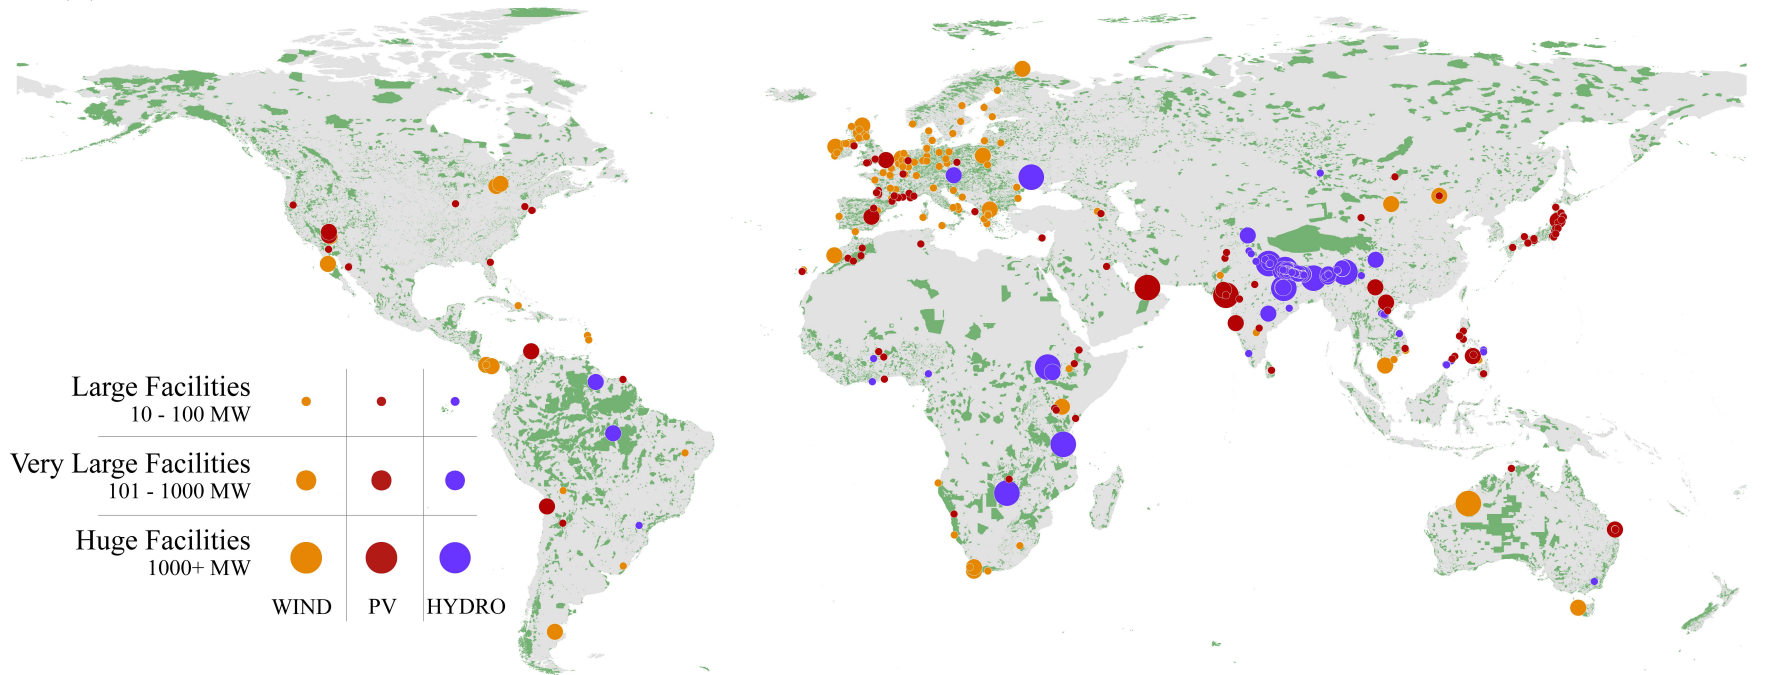 Large Facilities
10 - 100 MW
Very Large Facilities
101 - 1000 MW
Huge Facilities
1000+ MW
WIND PV HYDRO